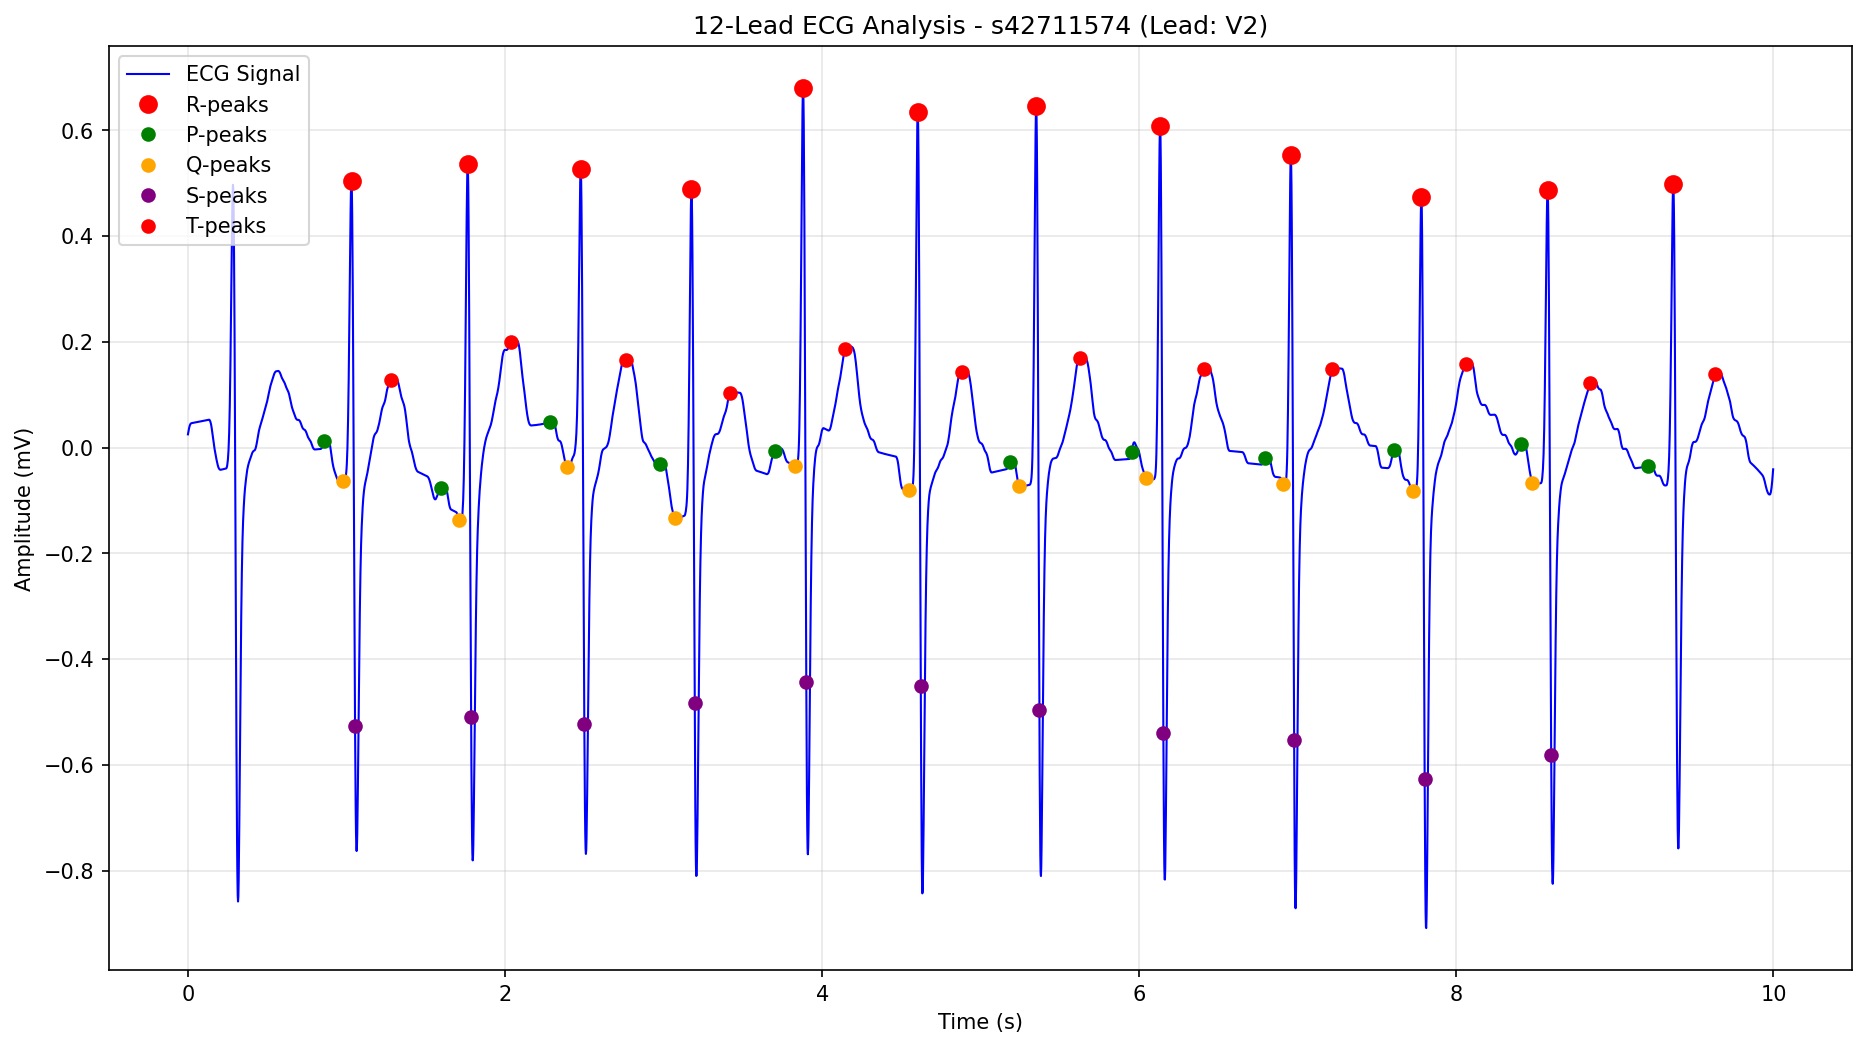 12-Lead ECG Analysis - s42711574 (Lead: V2)
ECG Signal
R-peaks
P-peaks
Q-peaks
S-peaks
T-peaks
Amplitude (mV)
0.6
0.4
0.2
0.0
−0.2
−0.4
−0.6
−0.8
0 2 4 6 8 10
Time (s)